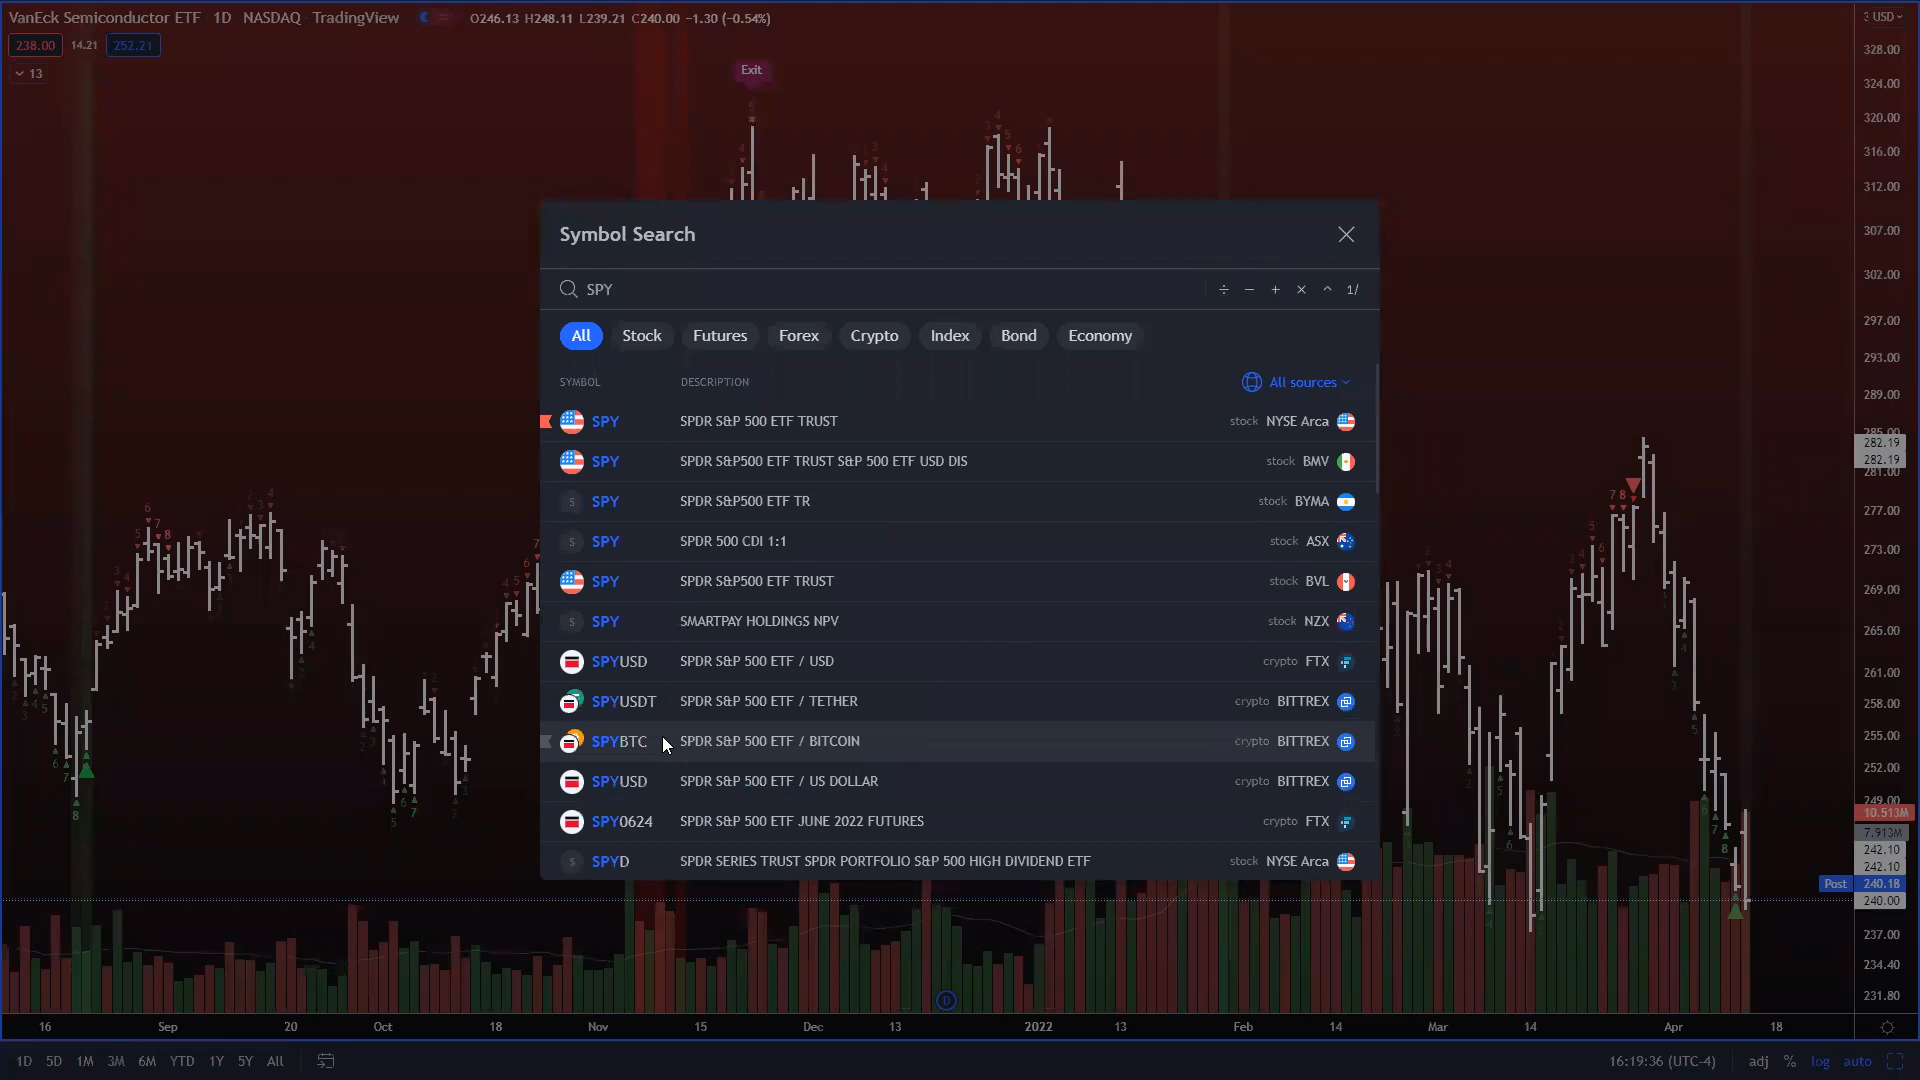 VanEck Semiconductor ETF · 1D · NASDAQ · TradingView O246.13 H248.11 L239.21 C240.00 −1.30 (−0.54%)
238.00 14.21 252.21
13
Exit
Symbol Search
SPY ÷ − + × ^ 1/
All Stock Futures Forex Crypto Index Bond Economy
SYMBOL DESCRIPTION All sources
SPY SPDR S&P 500 ETF TRUST stock NYSE Arca
SPY SPDR S&P500 ETF TRUST S&P 500 ETF USD DIS stock BMV
S SPY SPDR S&P500 ETF TR stock BYMA
S SPY SPDR 500 CDI 1:1 stock ASX
SPY SPDR S&P500 ETF TRUST stock BVL
S SPY SMARTPAY HOLDINGS NPV stock NZX
SPYUSD SPDR S&P 500 ETF / USD crypto FTX
SPYUSDT SPDR S&P 500 ETF / TETHER crypto BITTREX
SPYBTC SPDR S&P 500 ETF / BITCOIN crypto BITTREX
SPYUSD SPDR S&P 500 ETF / US DOLLAR crypto BITTREX
SPY0624 SPDR S&P 500 ETF JUNE 2022 FUTURES crypto FTX
S SPYD SPDR SERIES TRUST SPDR PORTFOLIO S&P 500 HIGH DIVIDEND ETF stock NYSE Arca
3 USD
328.00
324.00
320.00
316.00
312.00
307.00
302.00
297.00
293.00
289.00
285.00
282.19
282.19
281.00
277.00
273.00
269.00
265.00
261.00
258.00
255.00
252.00
249.00
10.513M
7.913M
242.10
242.10
Post 240.18
240.00
237.00
234.40
231.80
D
16 Sep 20 Oct 18 Nov 15 Dec 13 2022 13 Feb 14 Mar 14 Apr 18
1D 5D 1M 3M 6M YTD 1Y 5Y All 16:19:36 (UTC-4) adj % log auto